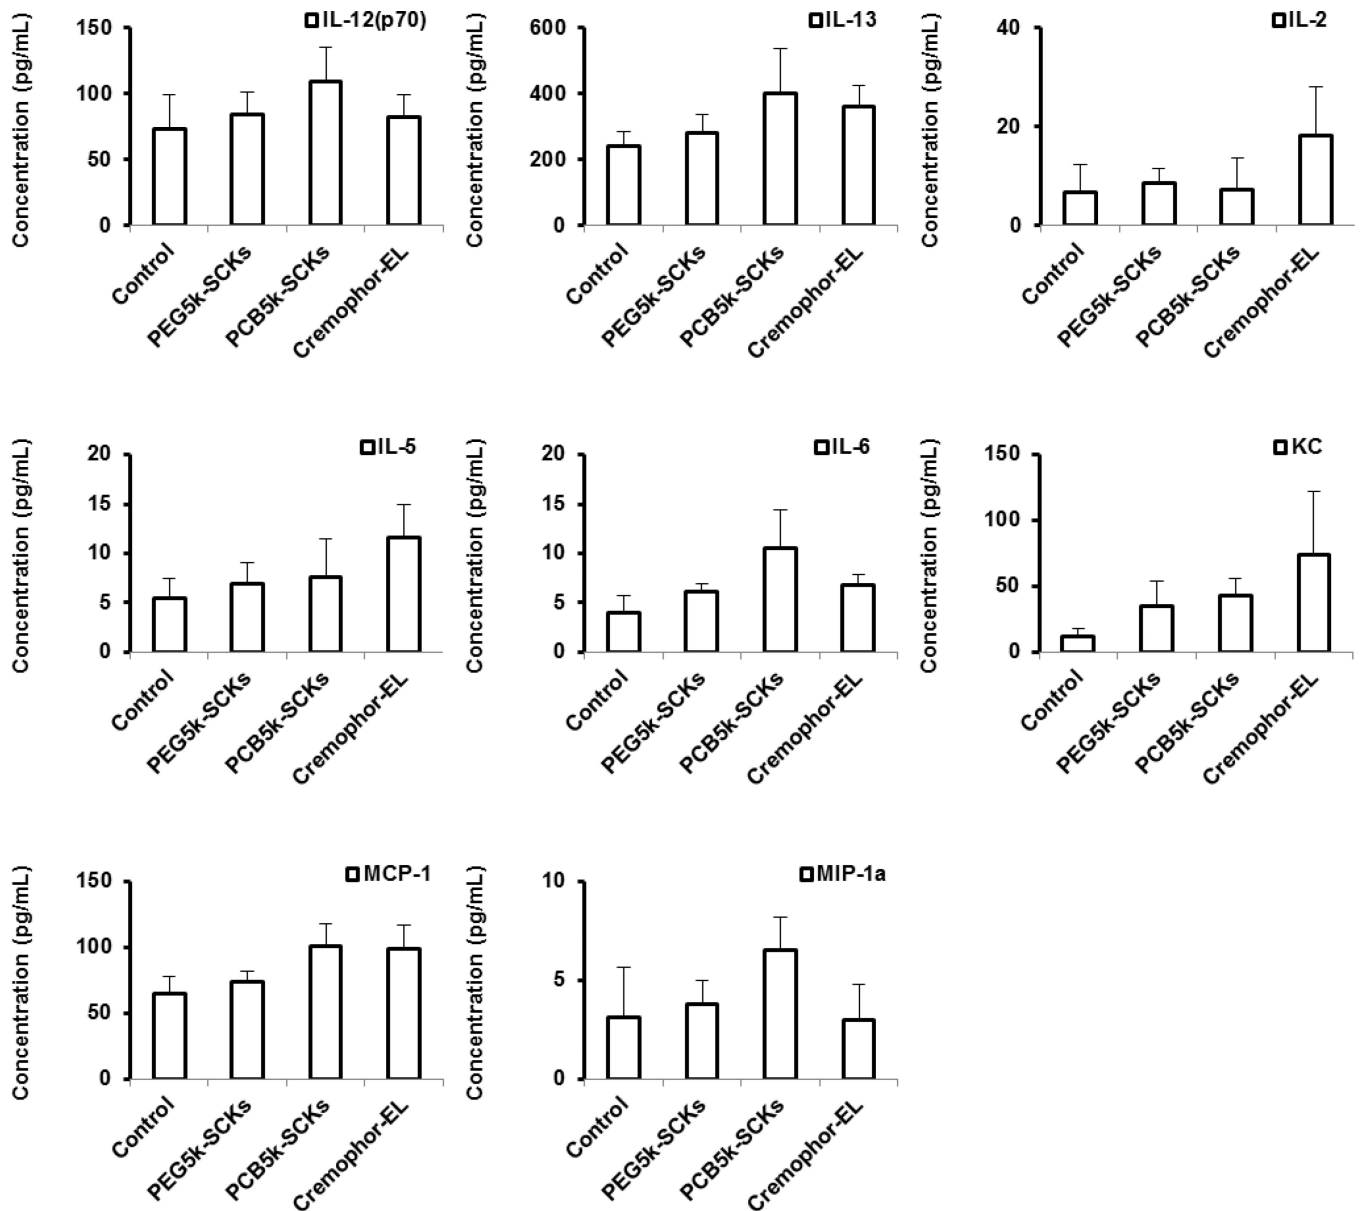 IL-12(p70)
Concentration (pg/mL)
150
100
50
0
Control
PEG5k-SCKs
PCB5k-SCKs
Cremophor-EL
IL-13
Concentration (pg/mL)
600
400
200
0
Control
PEG5k-SCKs
PCB5k-SCKs
Cremophor-EL
IL-2
Concentration (pg/mL)
40
20
0
Control
PEG5k-SCKs
PCB5k-SCKs
Cremophor-EL
IL-5
Concentration (pg/mL)
20
15
10
5
0
Control
PEG5k-SCKs
PCB5k-SCKs
Cremophor-EL
IL-6
Concentration (pg/mL)
20
15
10
5
0
Control
PEG5k-SCKs
PCB5k-SCKs
Cremophor-EL
KC
Concentration (pg/mL)
150
100
50
0
Control
PEG5k-SCKs
PCB5k-SCKs
Cremophor-EL
MCP-1
Concentration (pg/mL)
150
100
50
0
Control
PEG5k-SCKs
PCB5k-SCKs
Cremophor-EL
MIP-1a
Concentration (pg/mL)
10
5
0
Control
PEG5k-SCKs
PCB5k-SCKs
Cremophor-EL